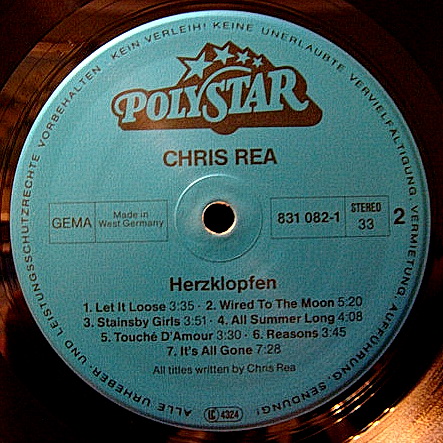 ALLE URHEBER- UND LEISTUNGSSCHUTZRECHTE VORBEHALTEN · KEIN VERLEIH! KEINE UNERLAUBTE VERVIELFÄLTIGUNG, VERMIETUNG, AUFFÜHRUNG, SENDUNG!
POLYSTAR
CHRIS REA
GEMA
Made in
West Germany
831 082-1
STEREO
33
2
Herzklopfen
1. Let It Loose 3:35 · 2. Wired To The Moon 5:20
3. Stainsby Girls 3:51 · 4. All Summer Long 4:08
5. Touché D'Amour 3:30 · 6. Reasons 3:45
7. It's All Gone 7:28
All titles written by Chris Rea
LC 4324